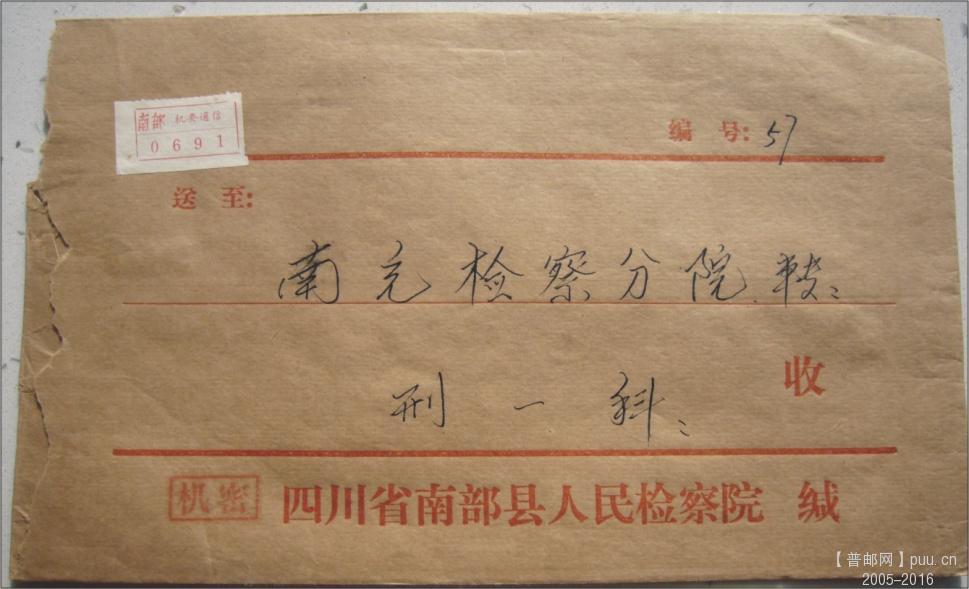 南部 机要通信
0691
编 号:57
送 至:
南充检察分院 转:
收
刑一科:
机密 四川省南部县人民检察院 缄
【普邮网】puu.cn
2005-2016